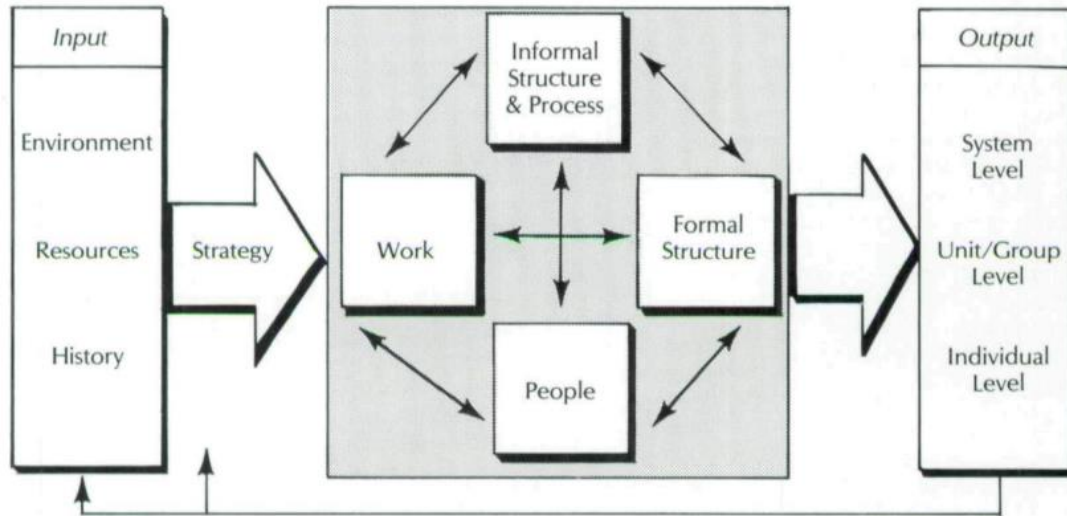 Input
Environment
Resources
History
Strategy
Informal
Structure
& Process
Work
Formal
Structure
People
Output
System
Level
Unit/Group
Level
Individual
Level